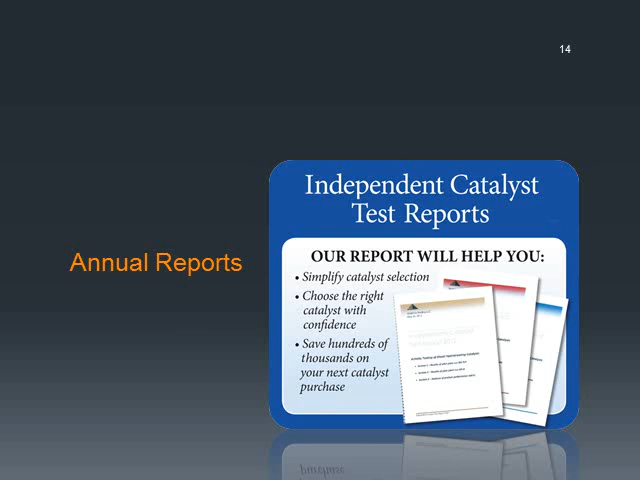 14
Annual Reports
Independent Catalyst
Test Reports
OUR REPORT WILL HELP YOU:
• Simplify catalyst selection
• Choose the right
catalyst with
confidence
• Save hundreds of
thousands on
your next catalyst
purchase